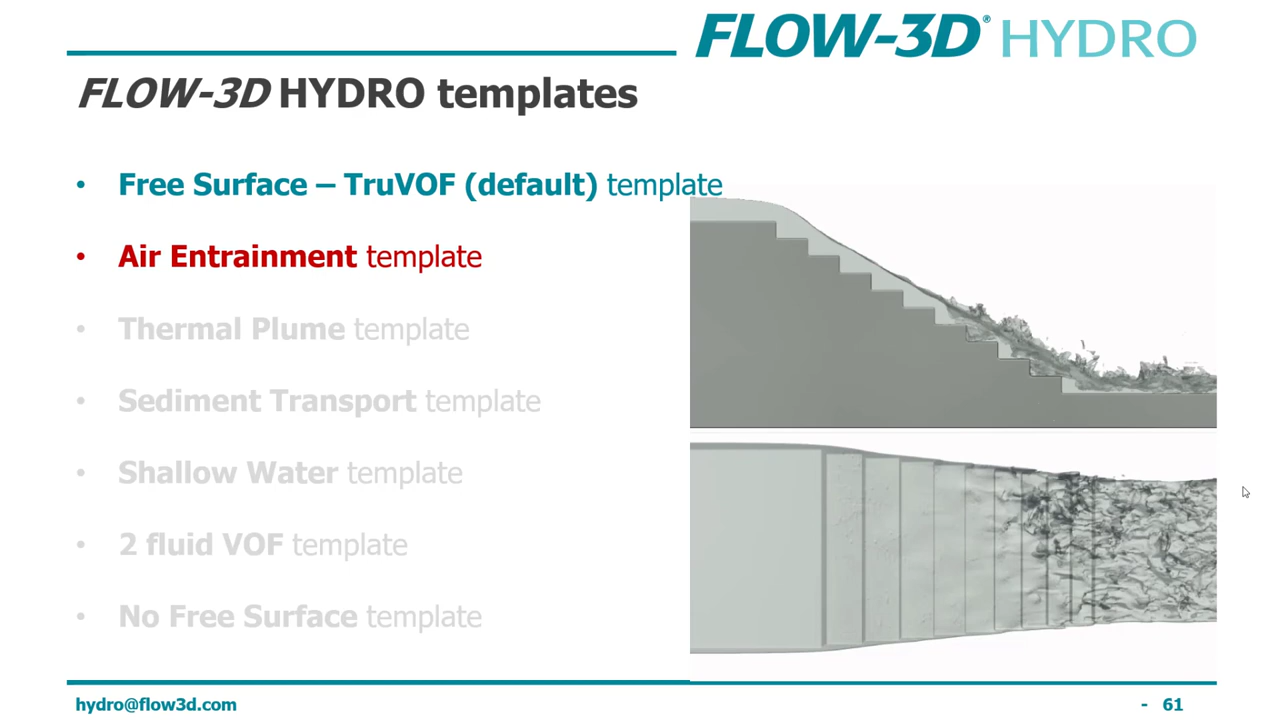 FLOW-3D® HYDRO
FLOW-3D HYDRO templates
• Free Surface – TruVOF (default) template
• Air Entrainment template
• Thermal Plume template
• Sediment Transport template
• Shallow Water template
• 2 fluid VOF template
• No Free Surface template
hydro@flow3d.com
- 61